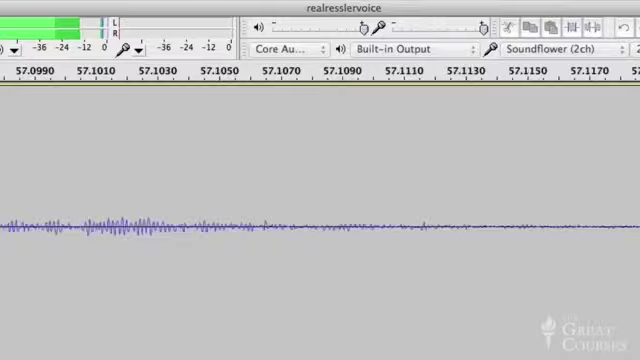 realresslervoice
L
R
-36 -24 -12 0 -36 -24 -12 0 Core Au... Built-in Output Soundflower (2ch) 2
57.0990 57.1010 57.1030 57.1050 57.1070 57.1090 57.1110 57.1130 57.1150 57.1170
THE
GREAT
COURSES